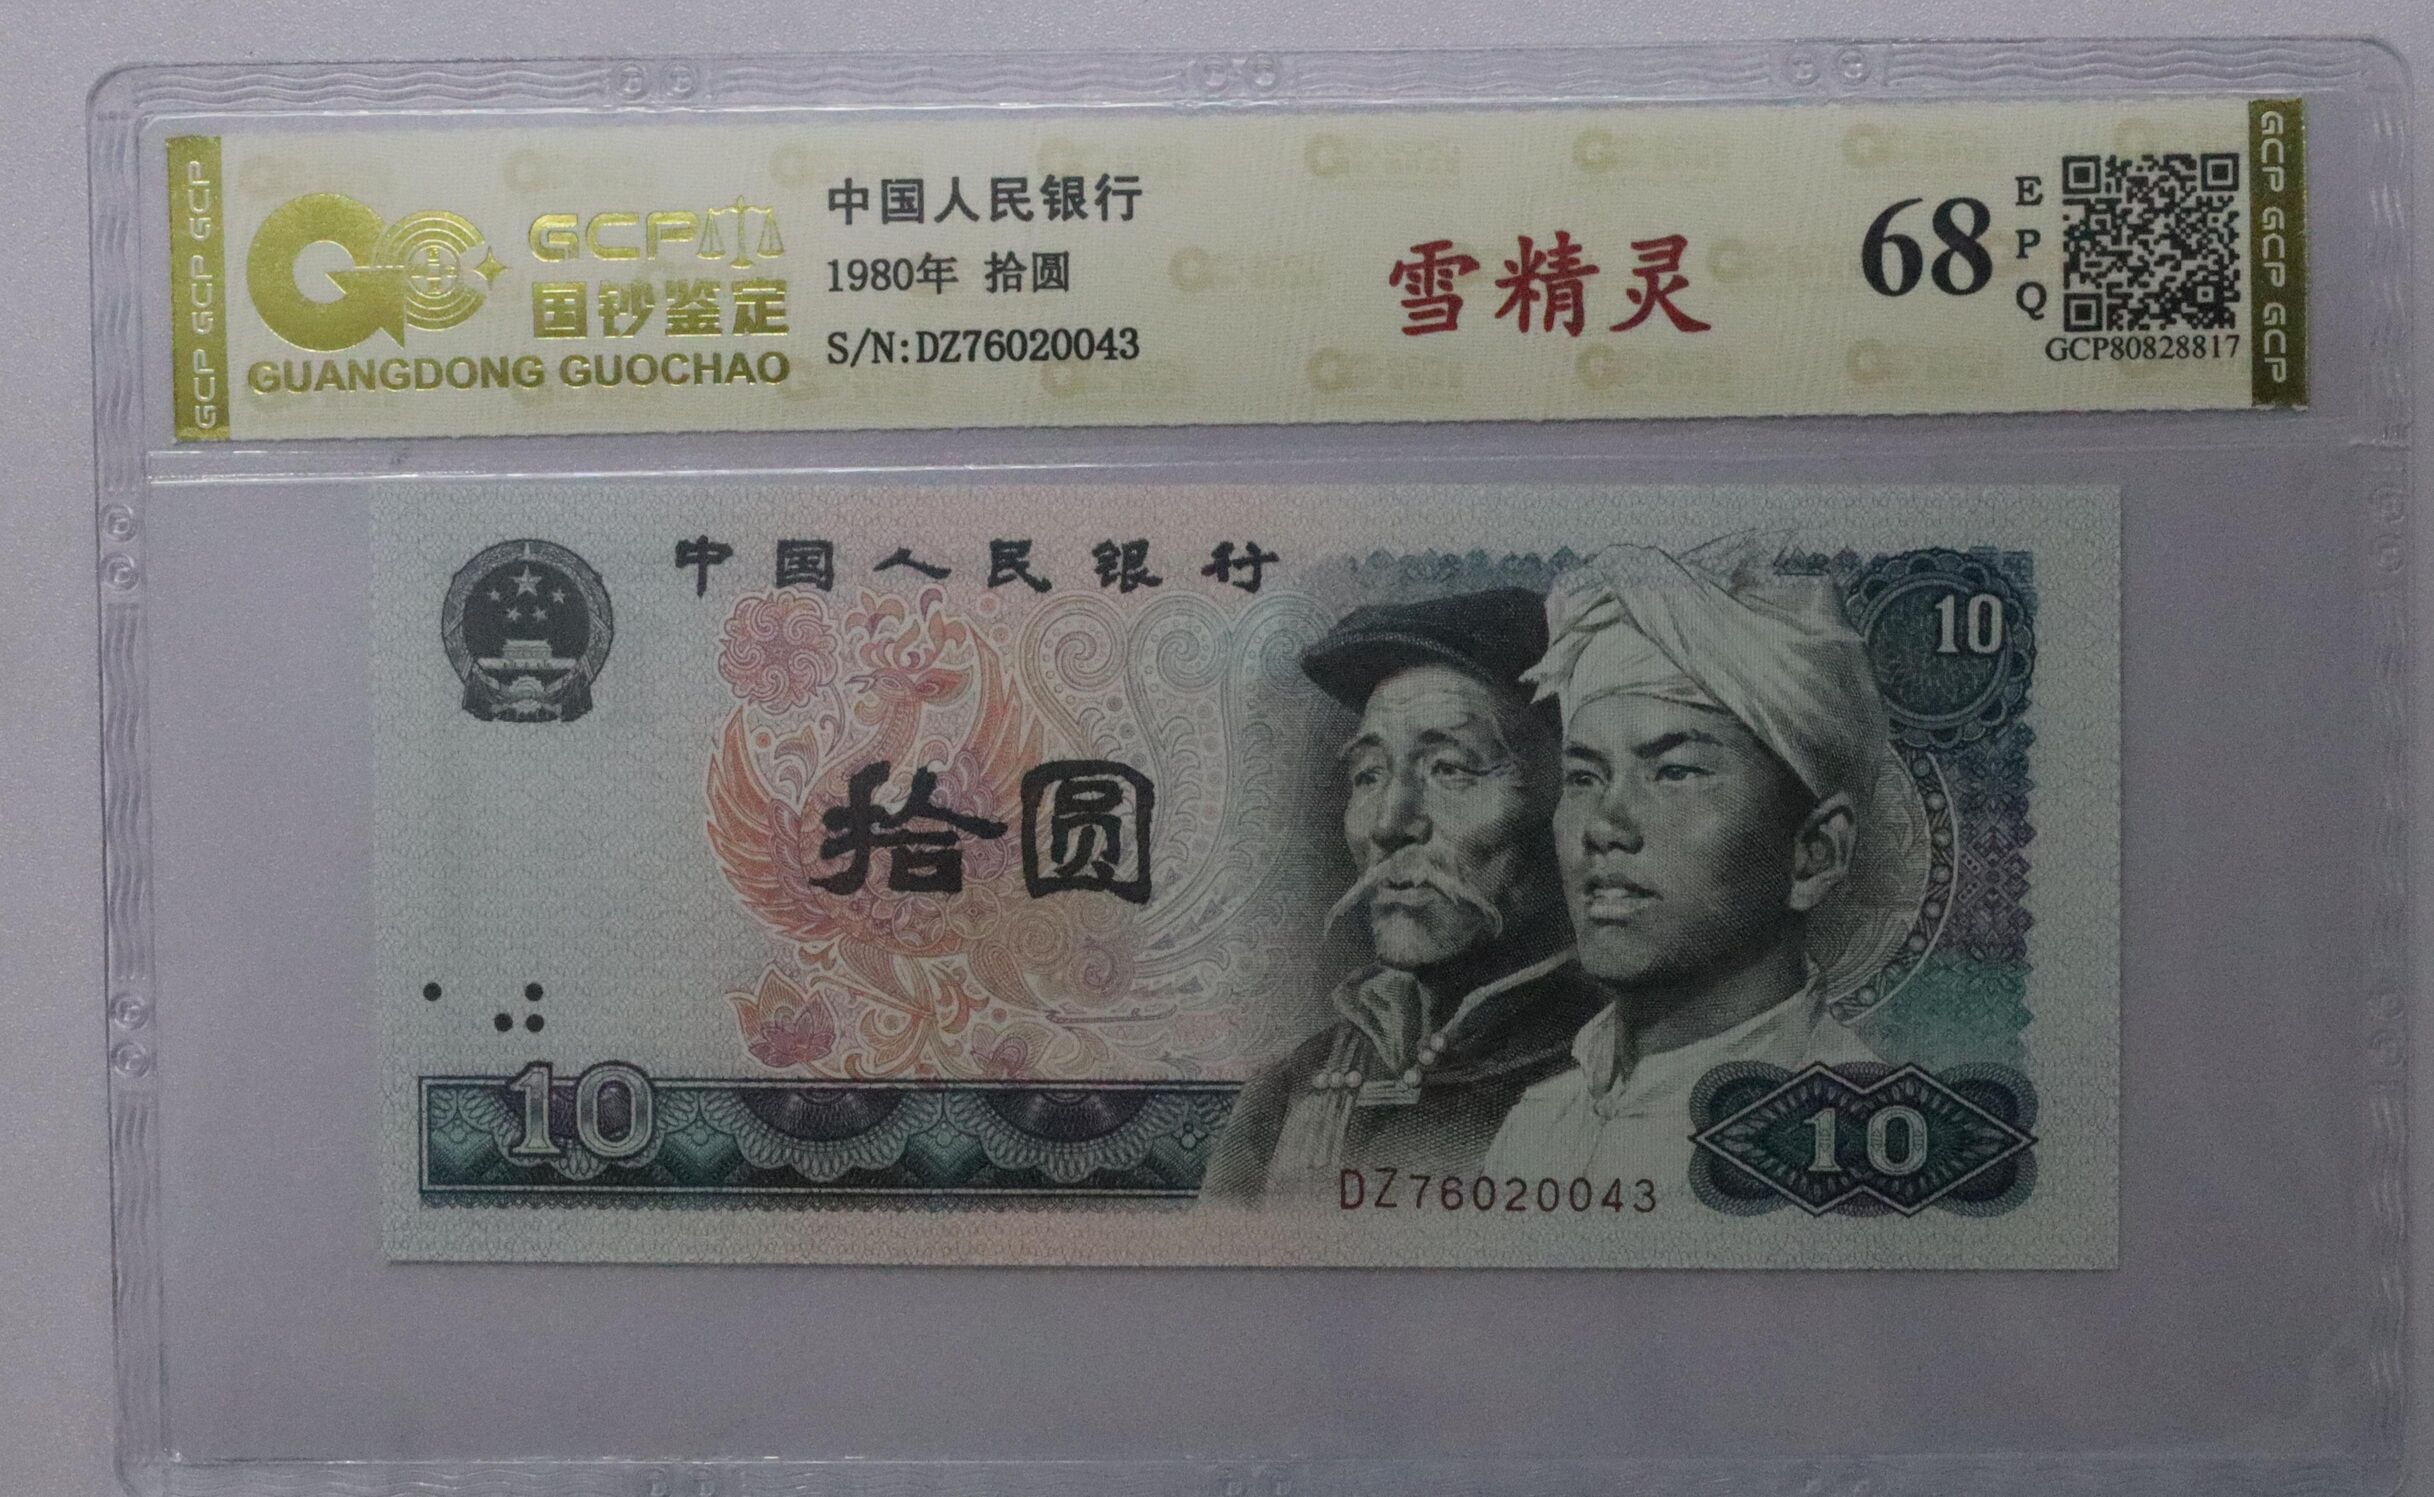 GCP GCP GCP
GCP
国钞鉴定
GUANGDONG GUOCHAO
中国人民银行
1980年 拾圆
S/N:DZ76020043
雪精灵
68
E
P
Q
GCP80828817
GCP GCP GCP
中国人民银行
10
拾圆
10
10
DZ76020043